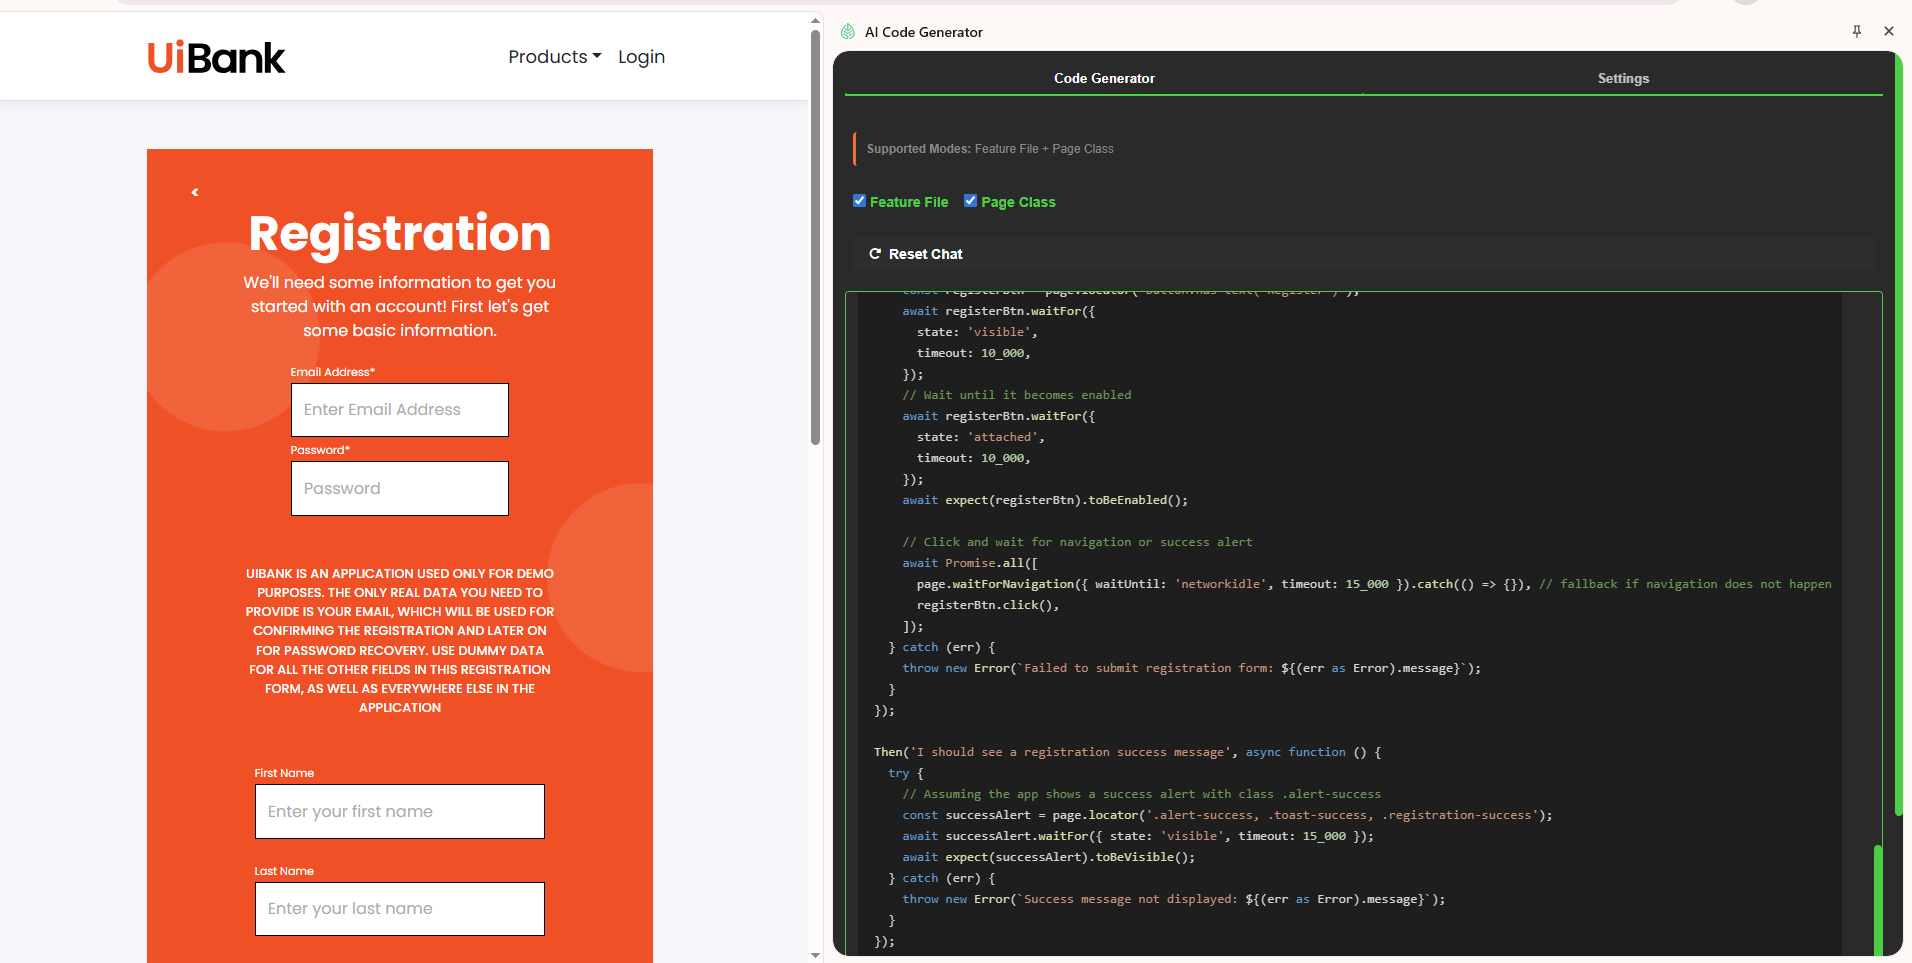 UiBank
Products
Login
<
Registration
We'll need some information to get you
started with an account! First let's get
some basic information.
Email Address*
Enter Email Address
Password*
Password
UIBANK IS AN APPLICATION USED ONLY FOR DEMO
PURPOSES. THE ONLY REAL DATA YOU NEED TO
PROVIDE IS YOUR EMAIL, WHICH WILL BE USED FOR
CONFIRMING THE REGISTRATION AND LATER ON
FOR PASSWORD RECOVERY. USE DUMMY DATA
FOR ALL THE OTHER FIELDS IN THIS REGISTRATION
FORM, AS WELL AS EVERYWHERE ELSE IN THE
APPLICATION
First Name
Enter your first name
Last Name
Enter your last name
AI Code Generator
Code Generator
Settings
Supported Modes: Feature File + Page Class
Feature File
Page Class
Reset Chat
const registerBtn = page.locator('button:has-text("Register")');
await registerBtn.waitFor({
state: 'visible',
timeout: 10_000,
});
// Wait until it becomes enabled
await registerBtn.waitFor({
state: 'attached',
timeout: 10_000,
});
await expect(registerBtn).toBeEnabled();
// Click and wait for navigation or success alert
await Promise.all([
page.waitForNavigation({ waitUntil: 'networkidle', timeout: 15_000 }).catch(() => {}), // fallback if navigation does not happen
registerBtn.click(),
]);
} catch (err) {
throw new Error(`Failed to submit registration form: ${(err as Error).message}`);
}
});
Then('I should see a registration success message', async function () {
try {
// Assuming the app shows a success alert with class .alert-success
const successAlert = page.locator('.alert-success, .toast-success, .registration-success');
await successAlert.waitFor({ state: 'visible', timeout: 15_000 });
await expect(successAlert).toBeVisible();
} catch (err) {
throw new Error(`Success message not displayed: ${(err as Error).message}`);
}
});